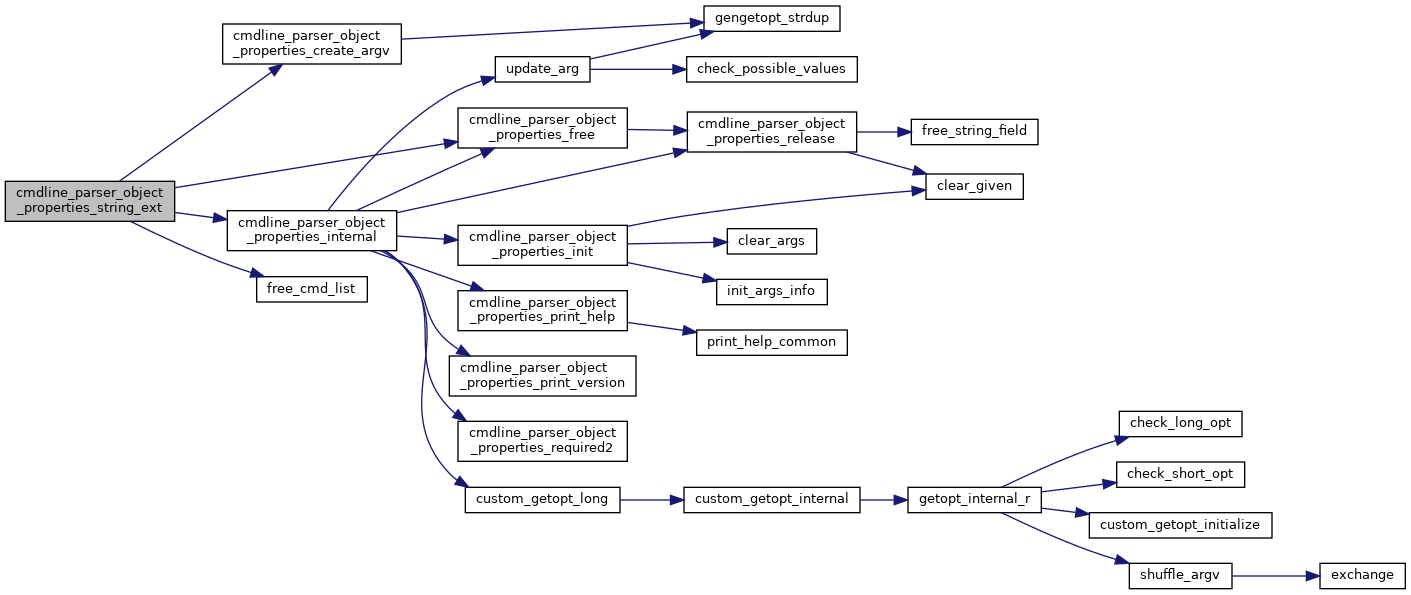 gengetopt_strdup
cmdline_parser_object
_properties_create_argv
update_arg
check_possible_values
cmdline_parser_object
_properties_free
cmdline_parser_object
_properties_release
free_string_field
cmdline_parser_object
_properties_string_ext
clear_given
cmdline_parser_object
_properties_internal
cmdline_parser_object
_properties_init
clear_args
free_cmd_list
init_args_info
cmdline_parser_object
_properties_print_help
print_help_common
cmdline_parser_object
_properties_print_version
cmdline_parser_object
_properties_required2
check_long_opt
check_short_opt
custom_getopt_long
custom_getopt_internal
getopt_internal_r
custom_getopt_initialize
shuffle_argv
exchange